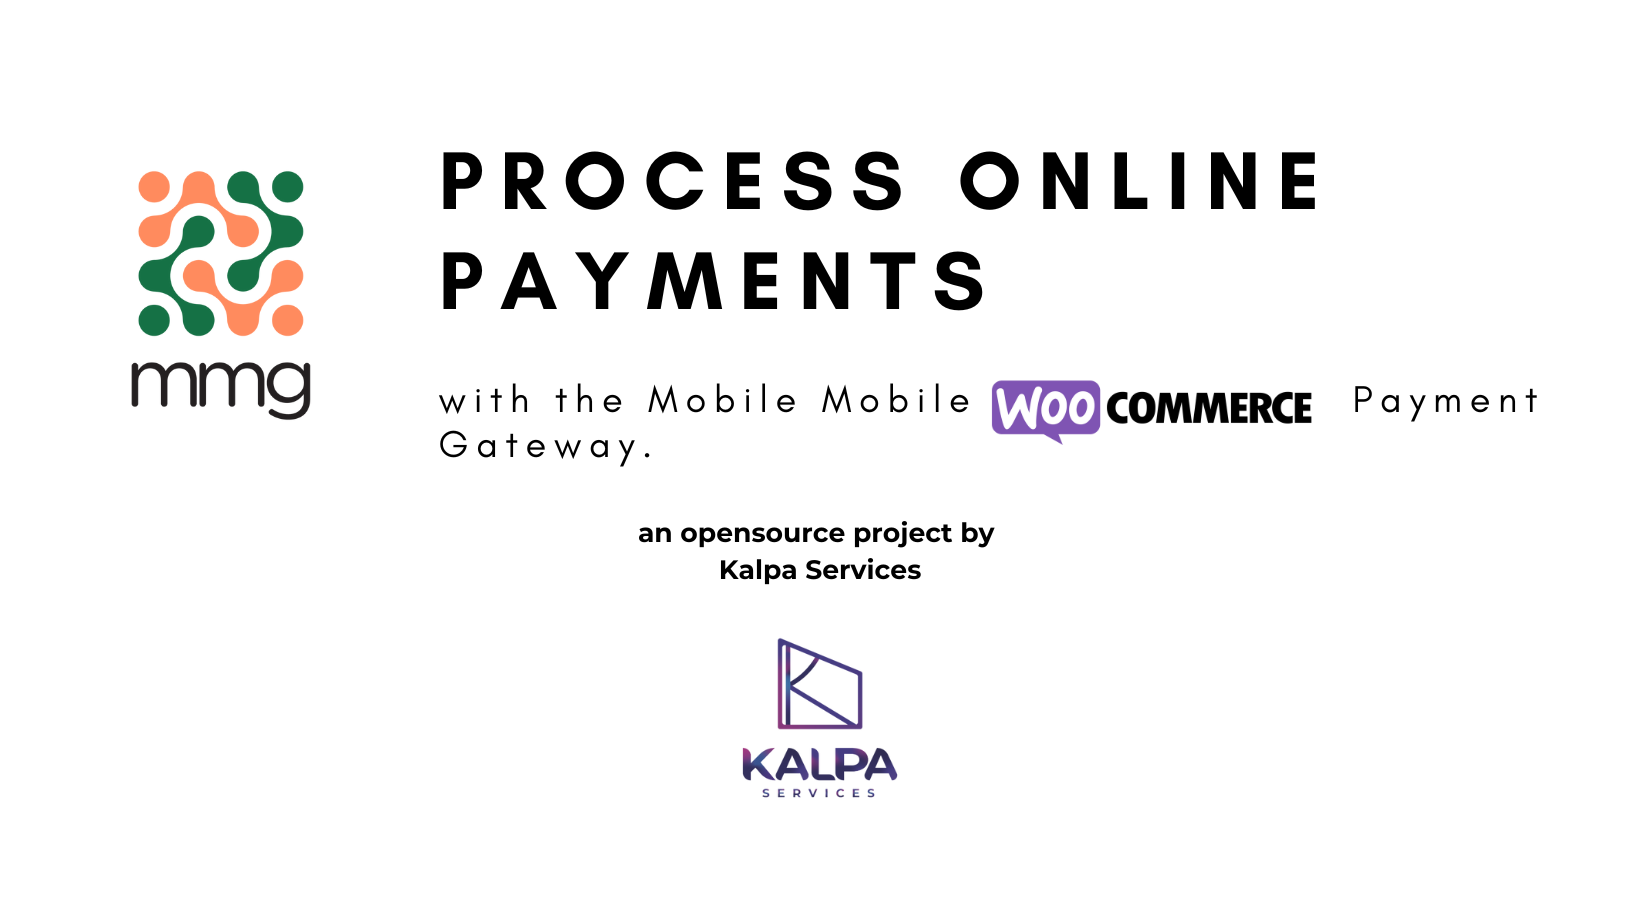 PROCESS ONLINE
PAYMENTS
mmg
with the Mobile Mobile WOO COMMERCE Payment
Gateway.
an opensource project by
Kalpa Services
KALPA
SERVICES